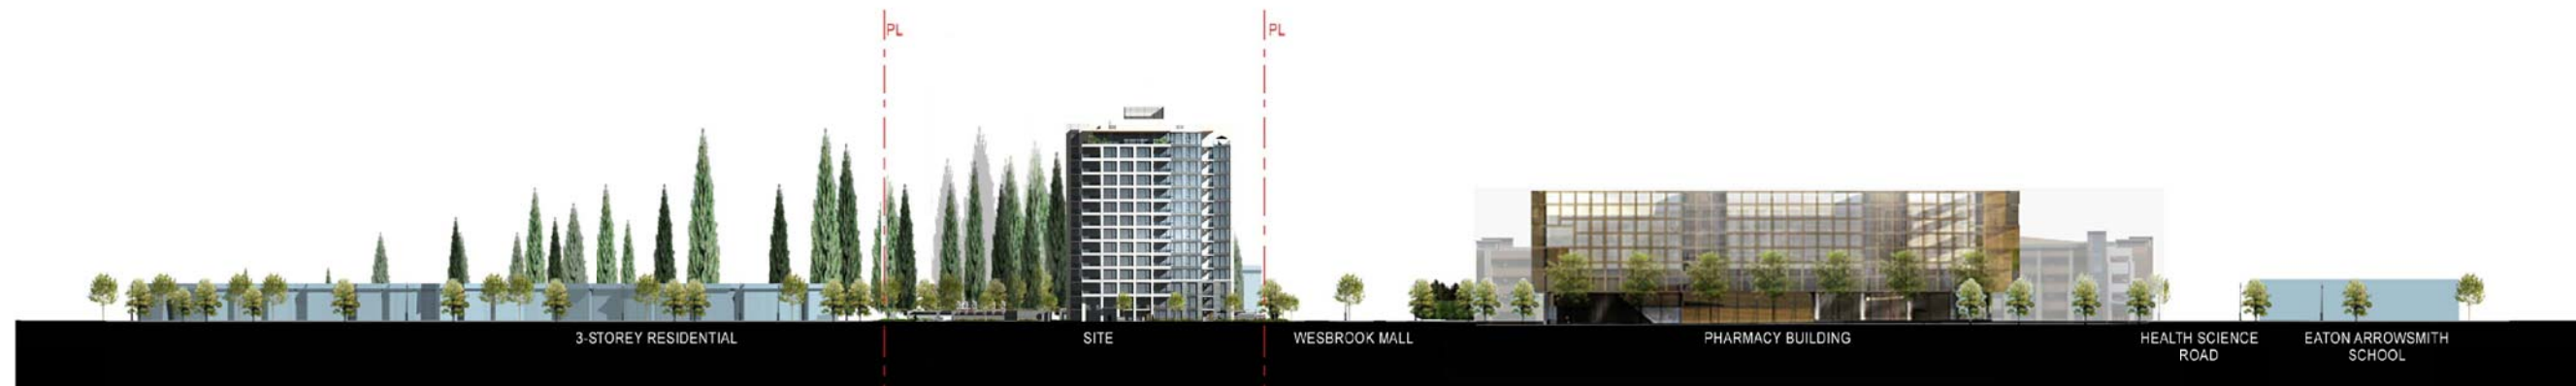 PL
PL
3-STOREY RESIDENTIAL
SITE
WESBROOK MALL
PHARMACY BUILDING
HEALTH SCIENCE
ROAD
EATON ARROWSMITH
SCHOOL